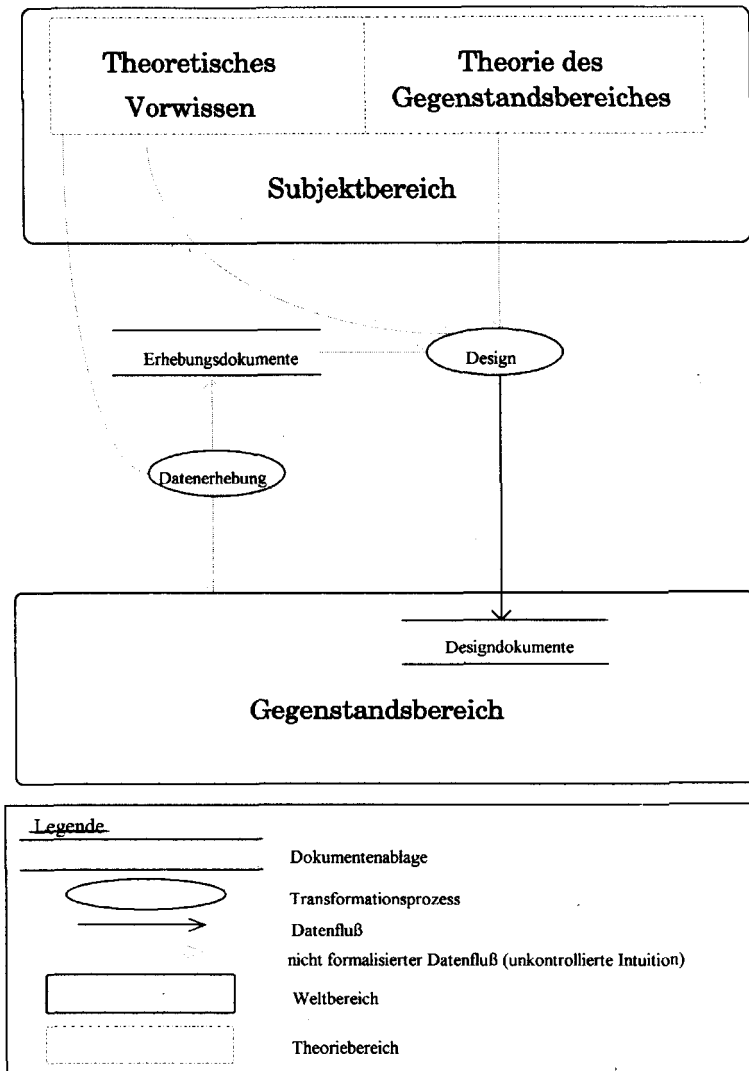 Theoretisches
Vorwissen
Theorie des
Gegenstandsbereiches
Subjektbereich
Erhebungsdokumente
Design
Datenerhebung
Designdokumente
Gegenstandsbereich
Legende
Dokumentenablage
Transformationsprozess
Datenfluß
nicht formalisierter Datenfluß (unkontrollierte Intuition)
Weltbereich
Theoriebereich